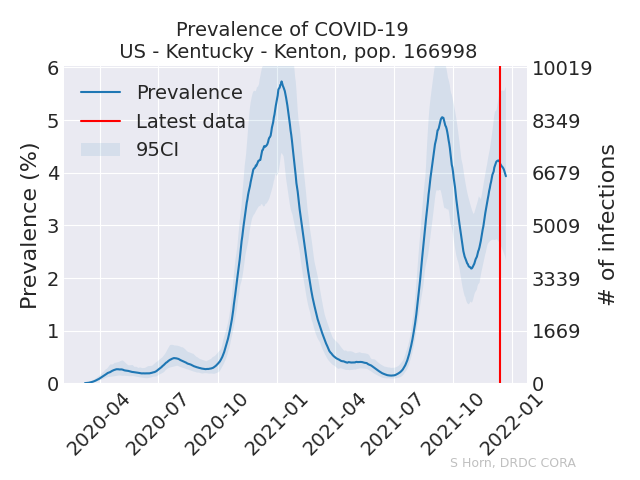 Prevalence of COVID-19
US - Kentucky - Kenton, pop. 166998
Prevalence
Latest data
95CI
Prevalence (%)
6
5
4
3
2
1
0
10019
8349
6679
5009
3339
1669
0
# of infections
2020-04
2020-07
2020-10
2021-01
2021-04
2021-07
2021-10
2022-01
S Horn, DRDC CORA